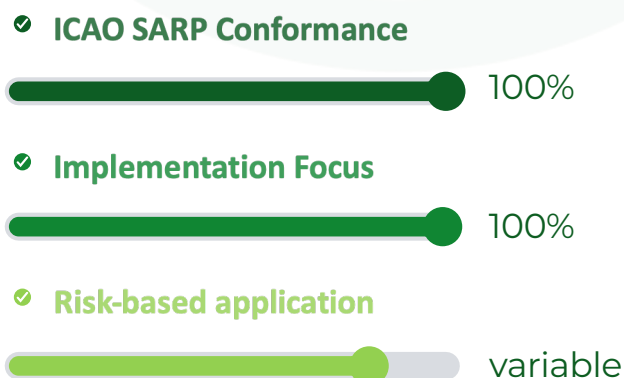 ICAO SARP Conformance
100%
Implementation Focus
100%
Risk-based application
variable